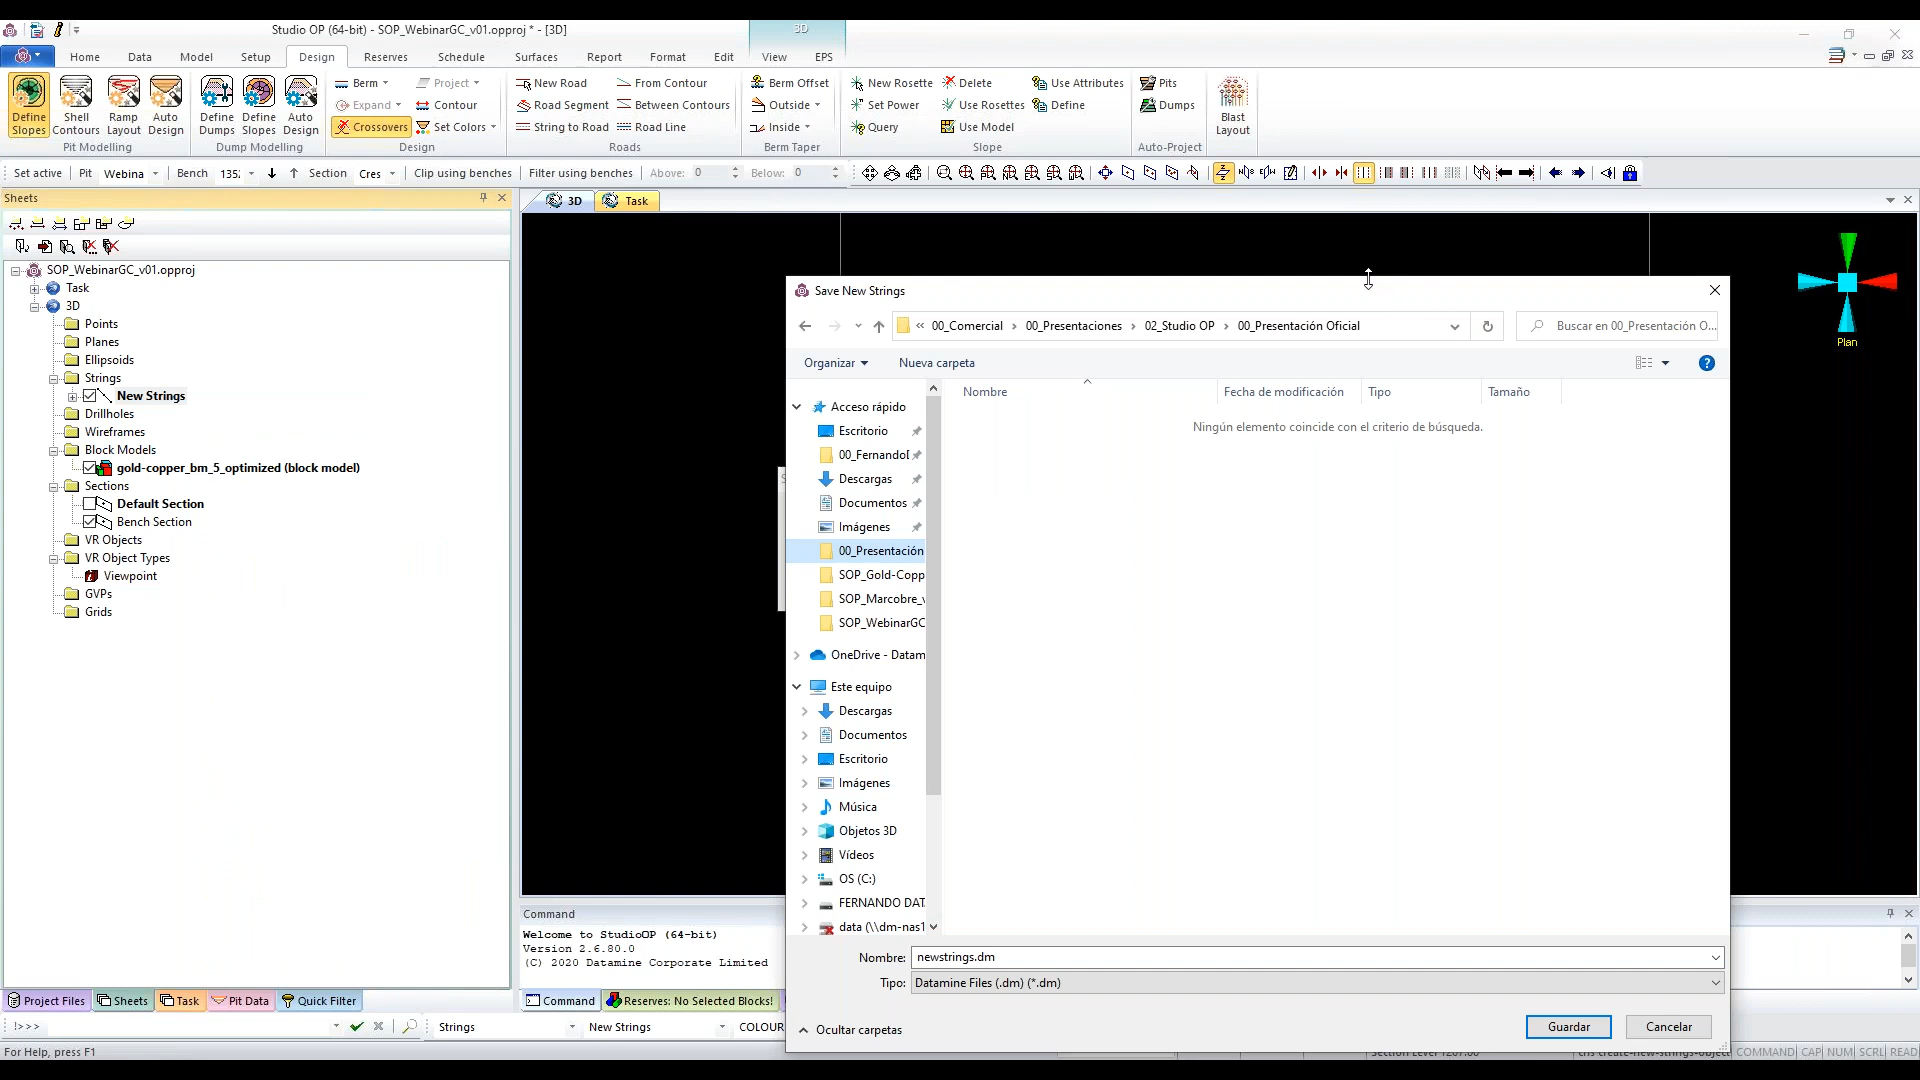 Studio OP (64-bit) - SOP_WebinarGC_v01.opproj * - [3D]
3D
Home Data Model Setup Design Reserves Schedule Surfaces Report Format Edit View EPS
Define Slopes
Shell Contours
Ramp Layout
Auto Design
Pit Modelling
Define Dumps
Define Slopes
Auto Design
Dump Modelling
Berm Project
Expand Contour
Crossovers Set Colors
Design
New Road From Contour
Road Segment Between Contours
String to Road Road Line
Roads
Berm Offset
Outside
Inside
Berm Taper
New Rosette Delete Use Attributes
Set Power Use Rosettes Define
Query Use Model
Slope
Pits
Dumps
Auto-Project
Blast Layout
Set active Pit Webina Bench 135 Section Cres Clip using benches Filter using benches Above: 0 Below: 0
Sheets
3D Task
SOP_WebinarGC_v01.opproj
Task
3D
Points
Planes
Ellipsoids
Strings
New Strings
Drillholes
Wireframes
Block Models
gold-copper_bm_5_optimized (block model)
Sections
Default Section
Bench Section
VR Objects
VR Object Types
Viewpoint
GVPs
Grids
Plan
Save New Strings
« 00_Comercial › 00_Presentaciones › 02_Studio OP › 00_Presentación Oficial
Buscar en 00_Presentación O...
Organizar Nueva carpeta
Nombre Fecha de modificación Tipo Tamaño
Ningún elemento coincide con el criterio de búsqueda.
Acceso rápido
Escritorio
Descargas
Documentos
Imágenes
00_Presentación
SOP_Gold-Copp
SOP_Marcobre_v
SOP_WebinarGC
OneDrive - Datam
Este equipo
Descargas
Documentos
Escritorio
Imágenes
Música
Objetos 3D
Vídeos
OS (C:)
FERNANDO DAT
data (\\dm-nas1
Nombre: newstrings.dm
Tipo: Datamine Files (.dm) (*.dm)
Ocultar carpetas
Guardar Cancelar
Command
Welcome to StudioOP (64-bit)
Version 2.6.80.0
(C) 2020 Datamine Corporate Limited
Project Files Sheets Task Pit Data Quick Filter
Command Reserves: No Selected Blocks!
!>>> Strings New Strings COLOUR
For Help, press F1
COMMAND CAP NUM SCRL READ